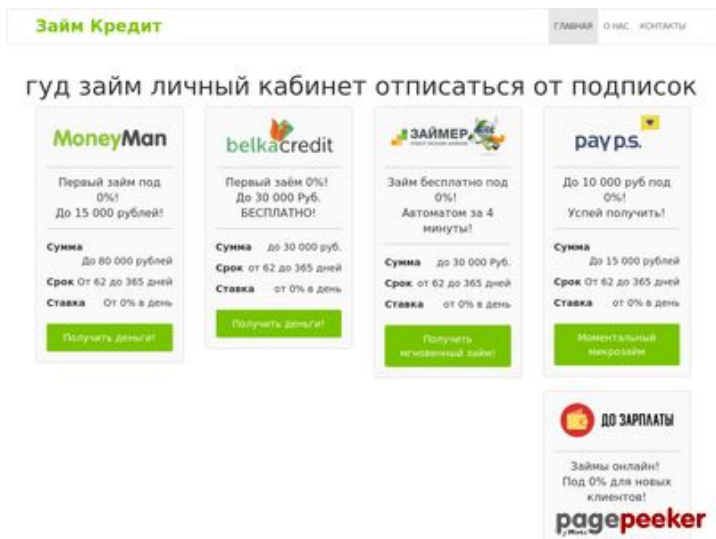 Займ Кредит
ГЛАВНАЯ О НАС. КОНТАКТЫ
гуд займ личный кабинет отписаться от подписок
MoneyMan
Первый займ под
0%!
До 15 000 рублей!
Сумма
До 80 000 рублей
Срок От 62 до 365 дней
Ставка От 0% в день
Получить деньги!
belkacredit
Первый заём 0%!
До 30 000 Руб.
БЕСПЛАТНО!
Сумма до 30 000 руб.
Срок от 62 до 365 дней
Ставка от 0% в день
Получить деньги!
ЗАЙМЕР
Займ бесплатно под
0%!
Автоматом за 4
минуты!
Сумма до 30 000 Руб.
Срок от 62 до 365 дней
Ставка от 0% в день
Получить
мгновенный займ!
pay p.s.
До 10 000 руб под
0%!
Успей получить!
Сумма
До 15 000 рублей
Срок От 62 до 365 дней
Ставка от 0% в день
Моментальный
микрозайм
ДО ЗАРПЛАТЫ
Займы онлайн!
Под 0% для новых
клиентов!
pagepeeker